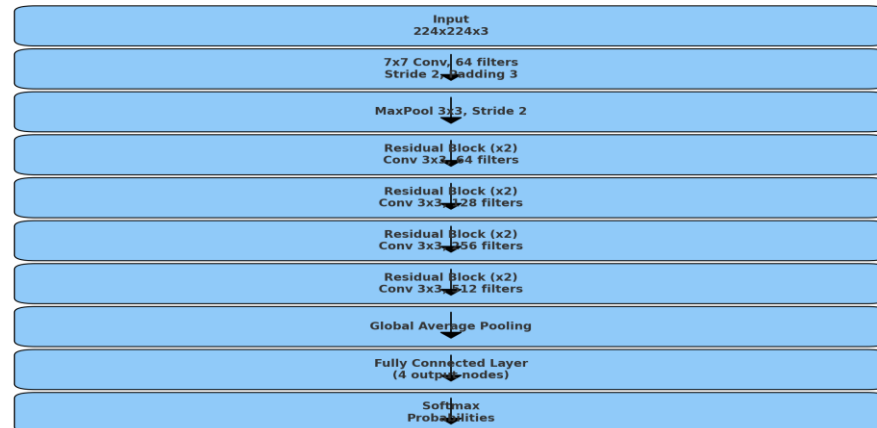 Input
224x224x3
7x7 Conv, 64 filters
Stride 2, Padding 3
MaxPool 3x3, Stride 2
Residual Block (x2)
Conv 3x3, 64 filters
Residual Block (x2)
Conv 3x3, 128 filters
Residual Block (x2)
Conv 3x3, 256 filters
Residual Block (x2)
Conv 3x3, 512 filters
Global Average Pooling
Fully Connected Layer
(4 output nodes)
Softmax
Probabilities